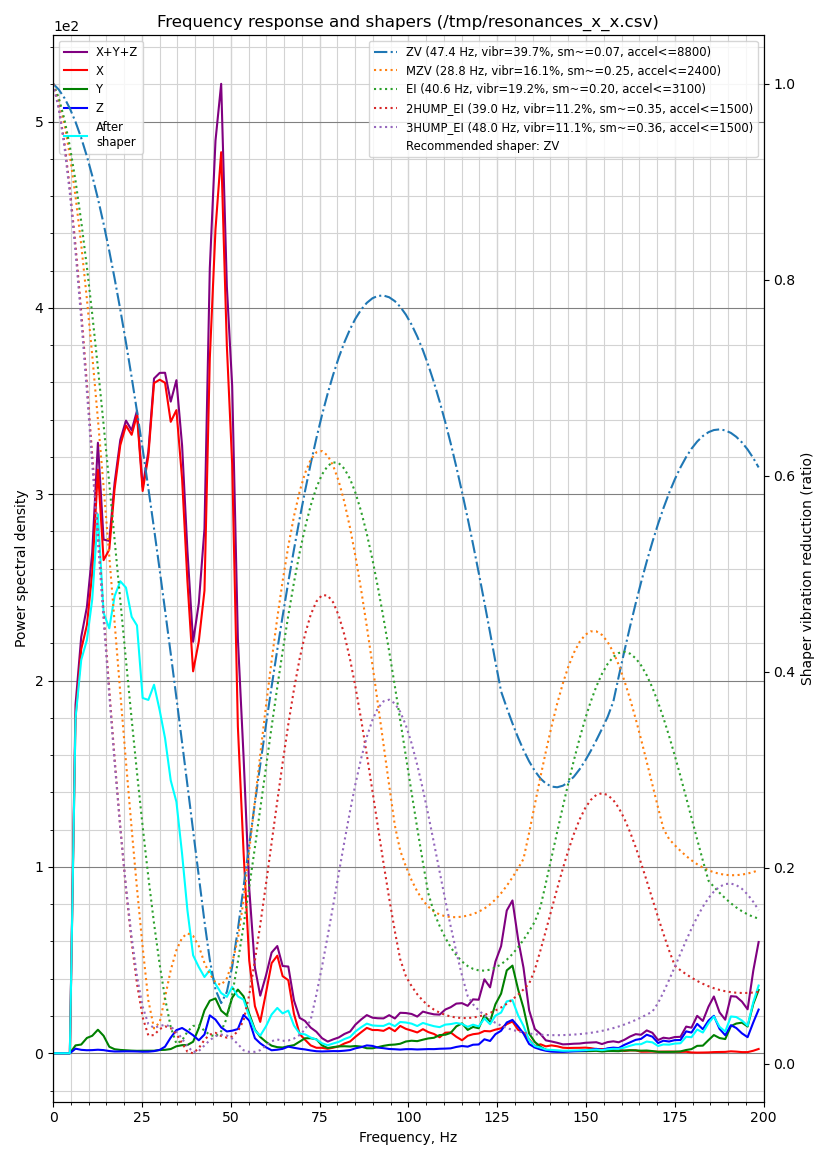 Frequency response and shapers (/tmp/resonances_x_x.csv)
1e2
X+Y+Z
X
Y
Z
After
shaper
ZV (47.4 Hz, vibr=39.7%, sm~=0.07, accel<=8800)
MZV (28.8 Hz, vibr=16.1%, sm~=0.25, accel<=2400)
EI (40.6 Hz, vibr=19.2%, sm~=0.20, accel<=3100)
2HUMP_EI (39.0 Hz, vibr=11.2%, sm~=0.35, accel<=1500)
3HUMP_EI (48.0 Hz, vibr=11.1%, sm~=0.36, accel<=1500)
Recommended shaper: ZV
5
4
3
2
1
0
Power spectral density
1.0
0.8
0.6
0.4
0.2
0.0
Shaper vibration reduction (ratio)
0 25 50 75 100 125 150 175 200
Frequency, Hz